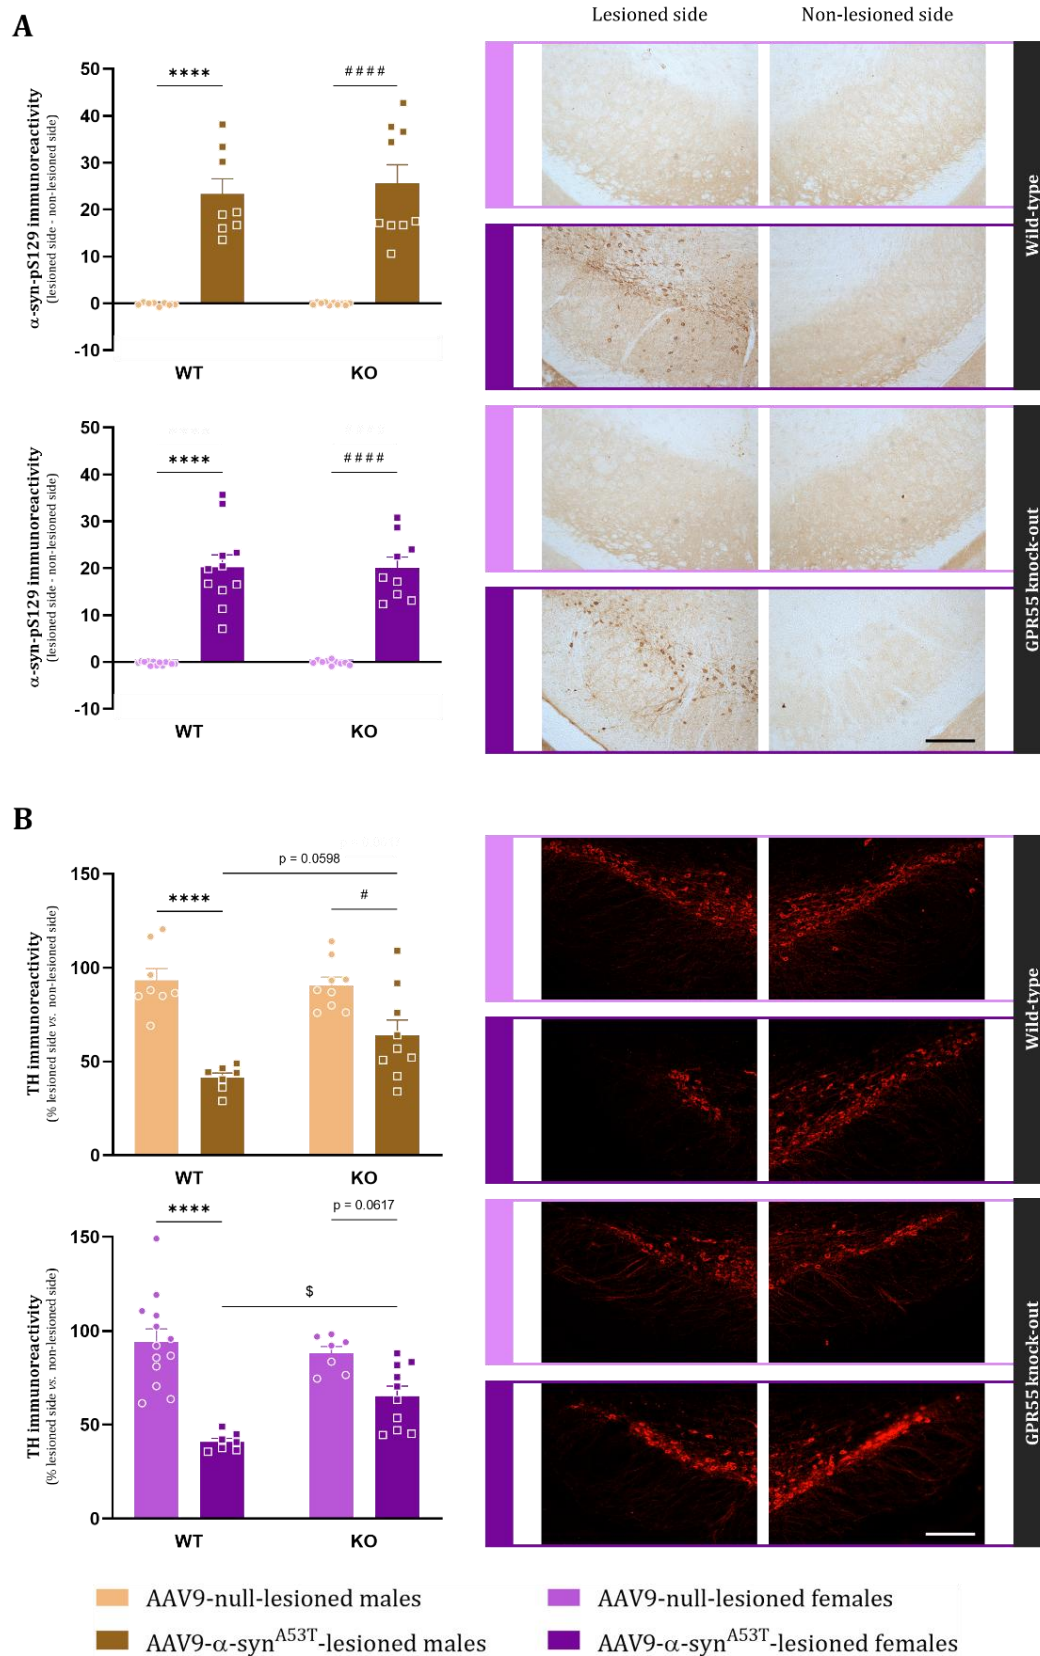 A
Lesioned side
Non-lesioned side
α-syn-pS129 immunoreactivity
(lesioned side - non-lesioned side)
50
40
30
20
10
0
-10
****
####
WT
KO
Wild-type
α-syn-pS129 immunoreactivity
(lesioned side - non-lesioned side)
50
40
30
20
10
0
-10
****
####
WT
KO
GPR55 knock-out
B
TH immunoreactivity
(% lesioned side vs. non-lesioned side)
150
100
50
0
p = 0.0598
****
#
WT
KO
Wild-type
TH immunoreactivity
(% lesioned side vs. non-lesioned side)
150
100
50
0
****
p = 0.0617
$
WT
KO
GPR55 knock-out
AAV9-null-lesioned males
AAV9-null-lesioned females
AAV9-α-syn^A53T-lesioned males
AAV9-α-syn^A53T-lesioned females